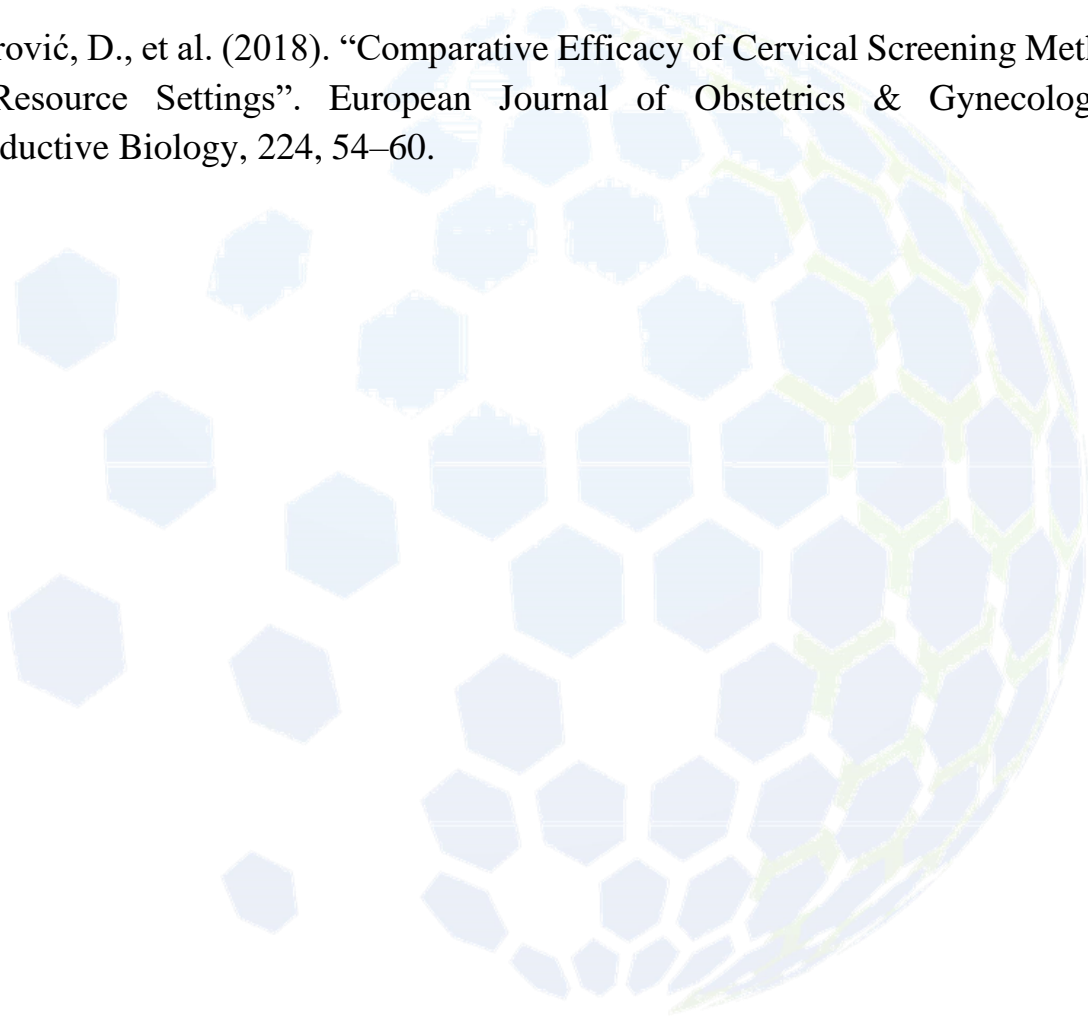 rović, D., et al. (2018). “Comparative Efficacy of Cervical Screening Met
Resource Settings”. European Journal of Obstetrics & Gynecolog
ductive Biology, 224, 54–60.